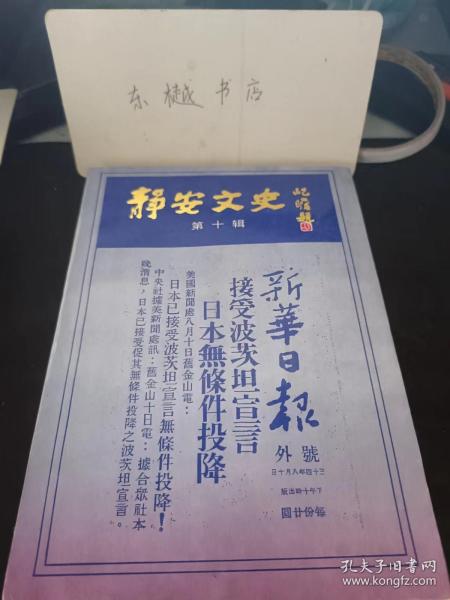 东樾书店
静安文史
第十辑
新華日報
號外
三十四年八月十日
下午十時出版
每份廿圆
接受波茨坦宣言
日本無條件投降
美國新聞處八月十日舊金山電：
日本已接受波茨坦宣言無條件投降！
中央社據英新聞處訊：舊金山十日電：據合眾社本
晚消息，日本已接受促其無條件投降之波茨坦宣言。
孔夫子旧书网
www.kongfz.com